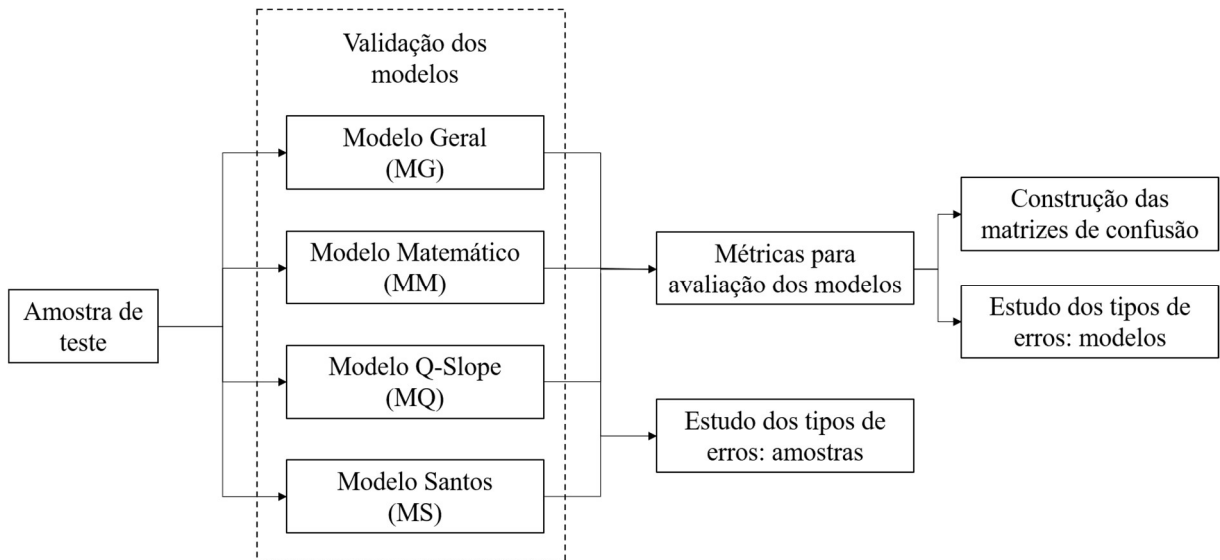 Validação dos
modelos
Modelo Geral
(MG)
Modelo Matemático
(MM)
Modelo Q-Slope
(MQ)
Modelo Santos
(MS)
Amostra de
teste
Métricas para
avaliação dos modelos
Estudo dos tipos de
erros: amostras
Construção das
matrizes de confusão
Estudo dos tipos de
erros: modelos